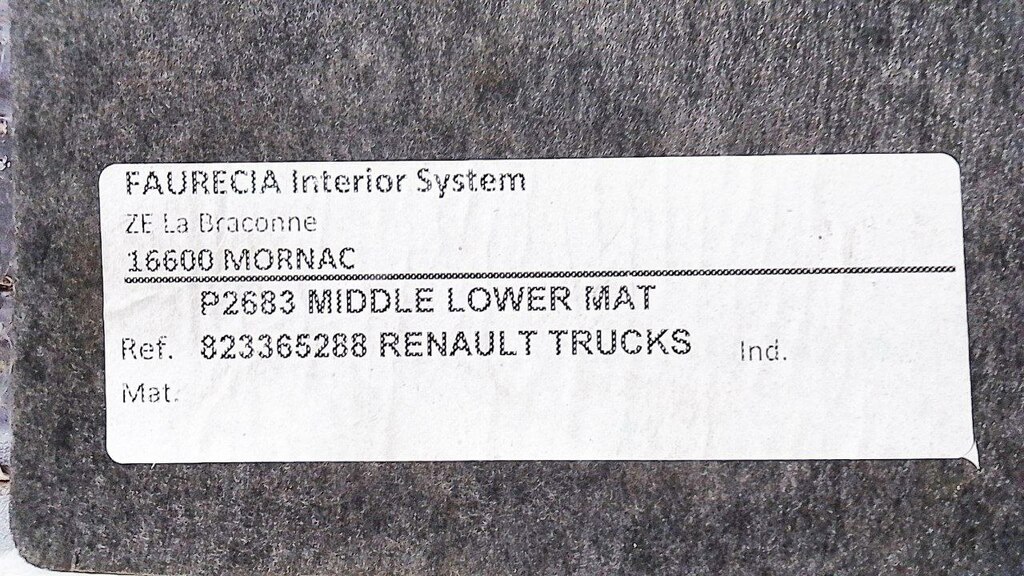 FAURECIA Interior System
ZE La Braconne
16600 MORNAC
P2683 MIDDLE LOWER MAT
Ref. 823365288 RENAULT TRUCKS Ind.
Mat.